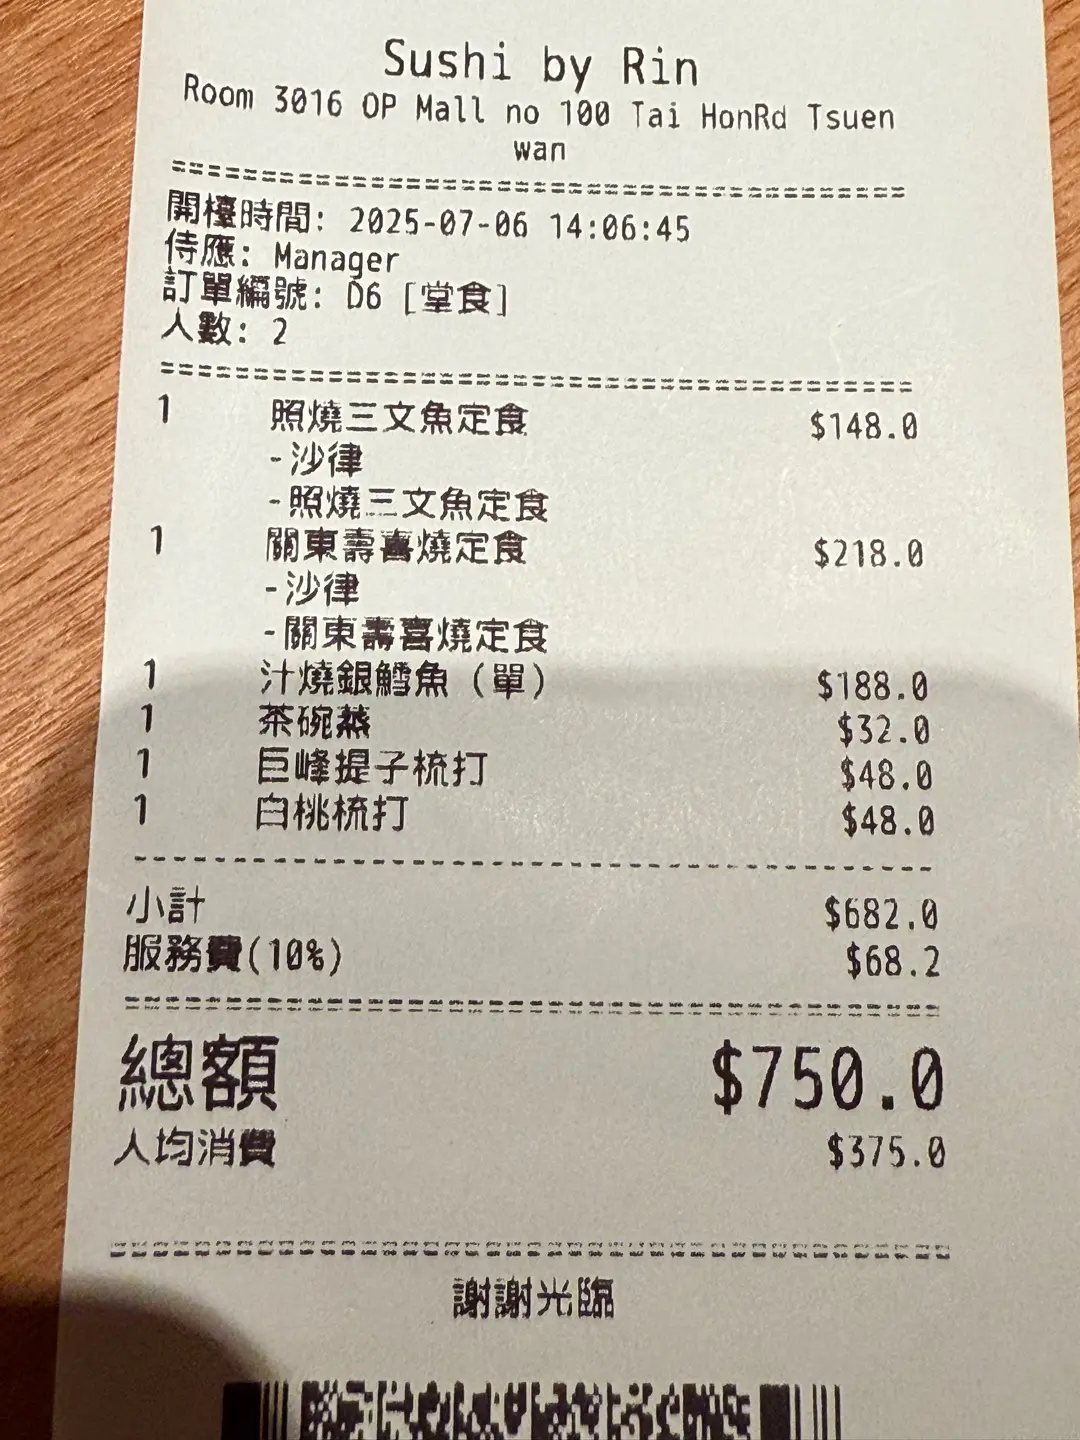 Sushi by Rin
Room 3016 OP Mall no 100 Tai HonRd Tsuen
wan
開檯時間: 2025-07-06 14:06:45
侍應: Manager
訂單編號: D6 [堂食]
人數: 2
1 照燒三文魚定食 $148.0
-沙律
-照燒三文魚定食
1 關東壽喜燒定食 $218.0
-沙律
-關東壽喜燒定食
1 汁燒銀鱈魚 (單) $188.0
1 茶碗蒸 $32.0
1 巨峰提子梳打 $48.0
1 白桃梳打 $48.0
小計 $682.0
服務費(10%) $68.2
總額 $750.0
人均消費 $375.0
謝謝光臨